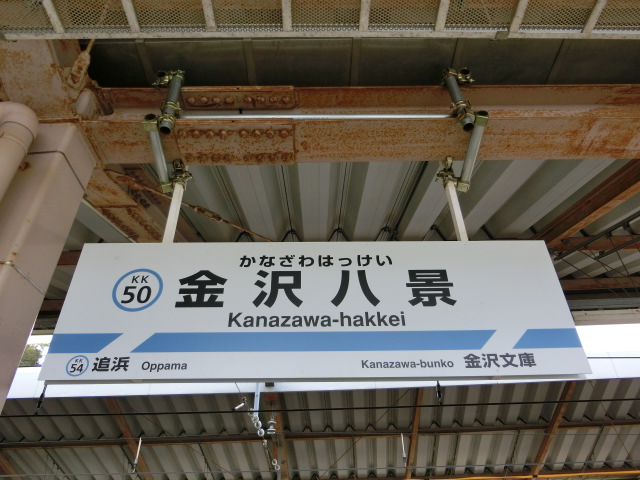 かなざわはっけい
KK
50
金沢八景
Kanazawa-hakkei
KK
54
追浜 Oppama
Kanazawa-bunko 金沢文庫